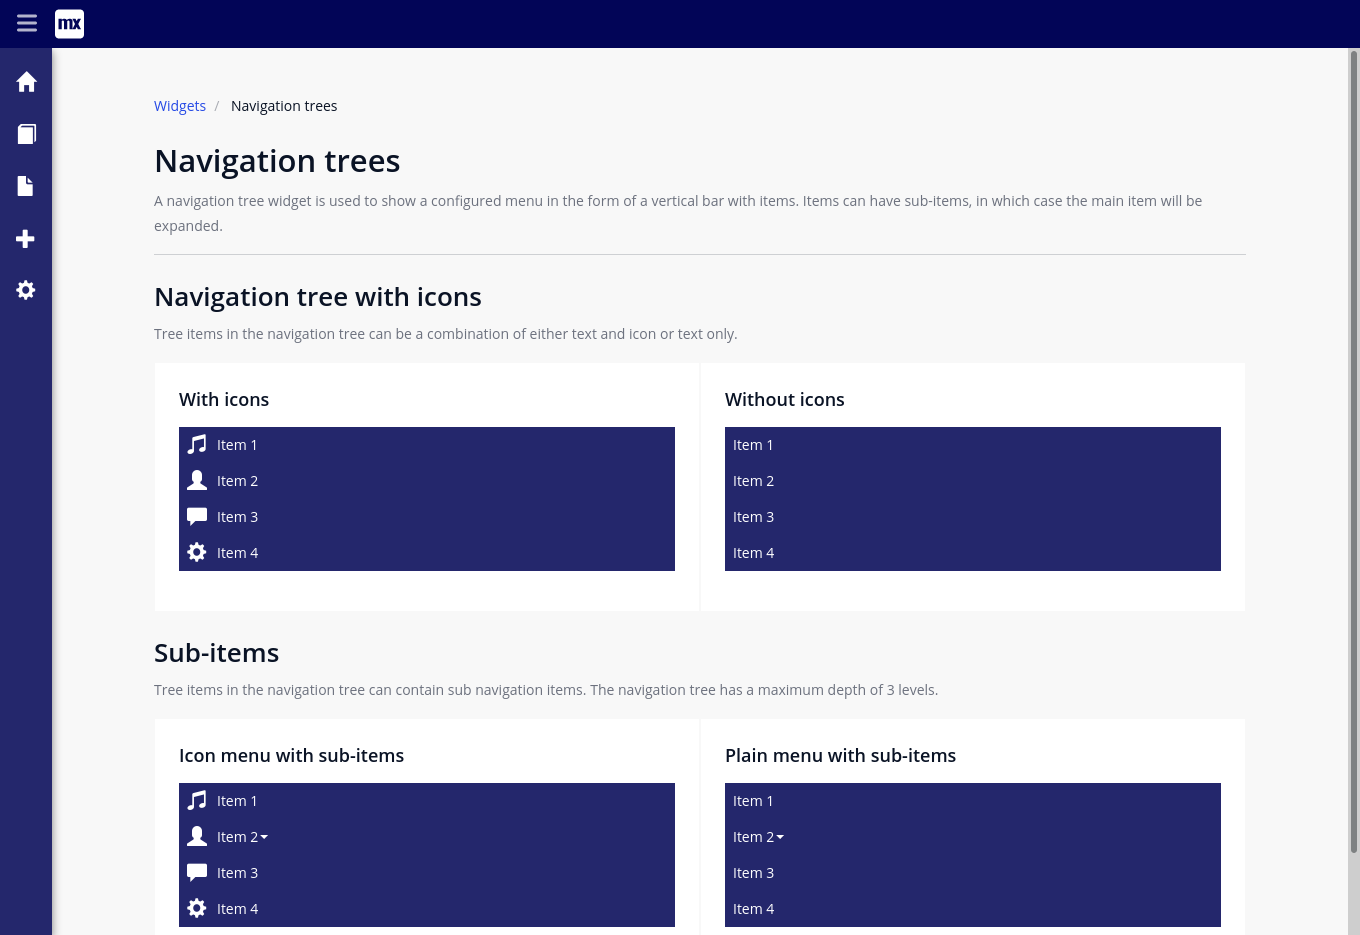 mx
Widgets / Navigation trees
Navigation trees
A navigation tree widget is used to show a configured menu in the form of a vertical bar with items. Items can have sub-items, in which case the main item will be
expanded.
Navigation tree with icons
Tree items in the navigation tree can be a combination of either text and icon or text only.
With icons
Item 1
Item 2
Item 3
Item 4
Without icons
Item 1
Item 2
Item 3
Item 4
Sub-items
Tree items in the navigation tree can contain sub navigation items. The navigation tree has a maximum depth of 3 levels.
Icon menu with sub-items
Item 1
Item 2
Item 3
Item 4
Plain menu with sub-items
Item 1
Item 2
Item 3
Item 4